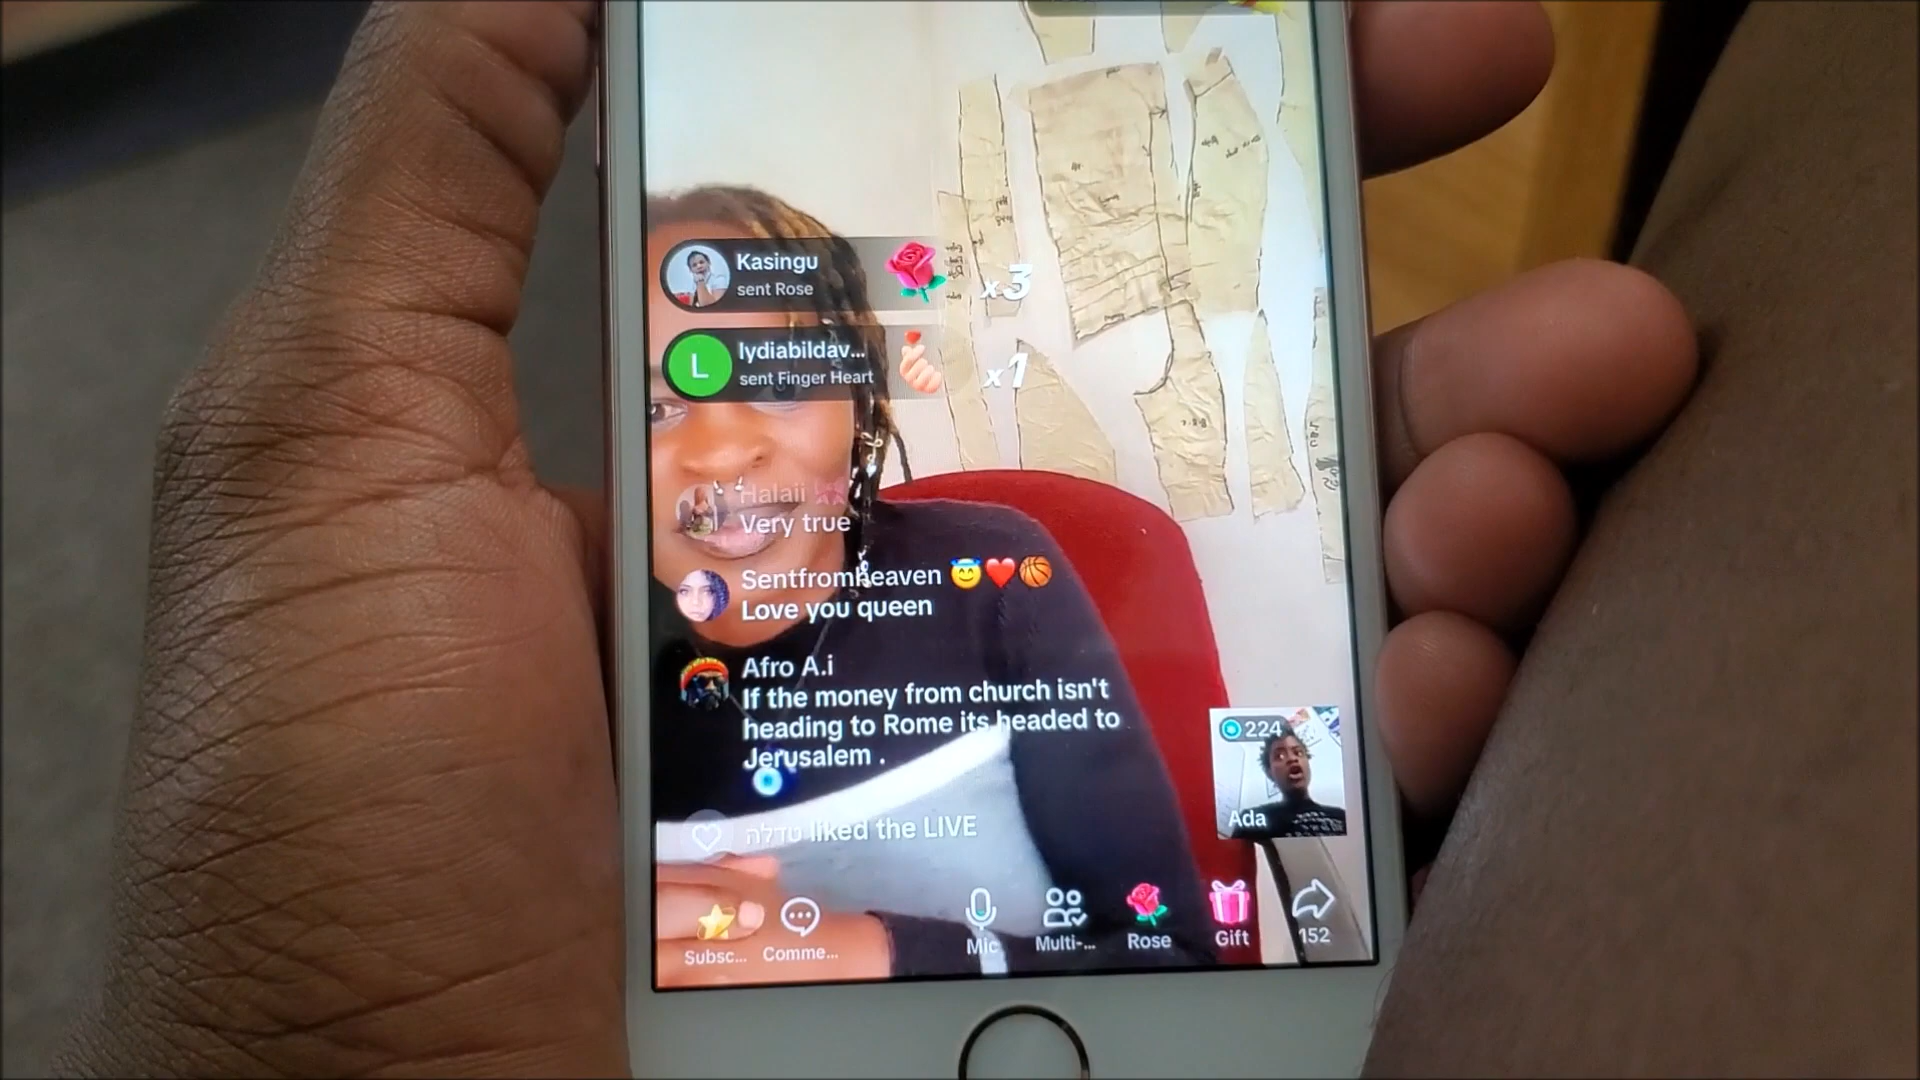 Kasingu
sent Rose
x3
lydiabildav...
sent Finger Heart
x1
Halaii 🎀
Very true
Sentfromheaven 😇❤️🏀
Love you queen
Afro A.i
If the money from church isn't
heading to Rome its headed to
Jerusalem .
טדלה liked the LIVE
224
Ada
Subsc...
Comme...
Mic
Multi-...
Rose
Gift
152
L